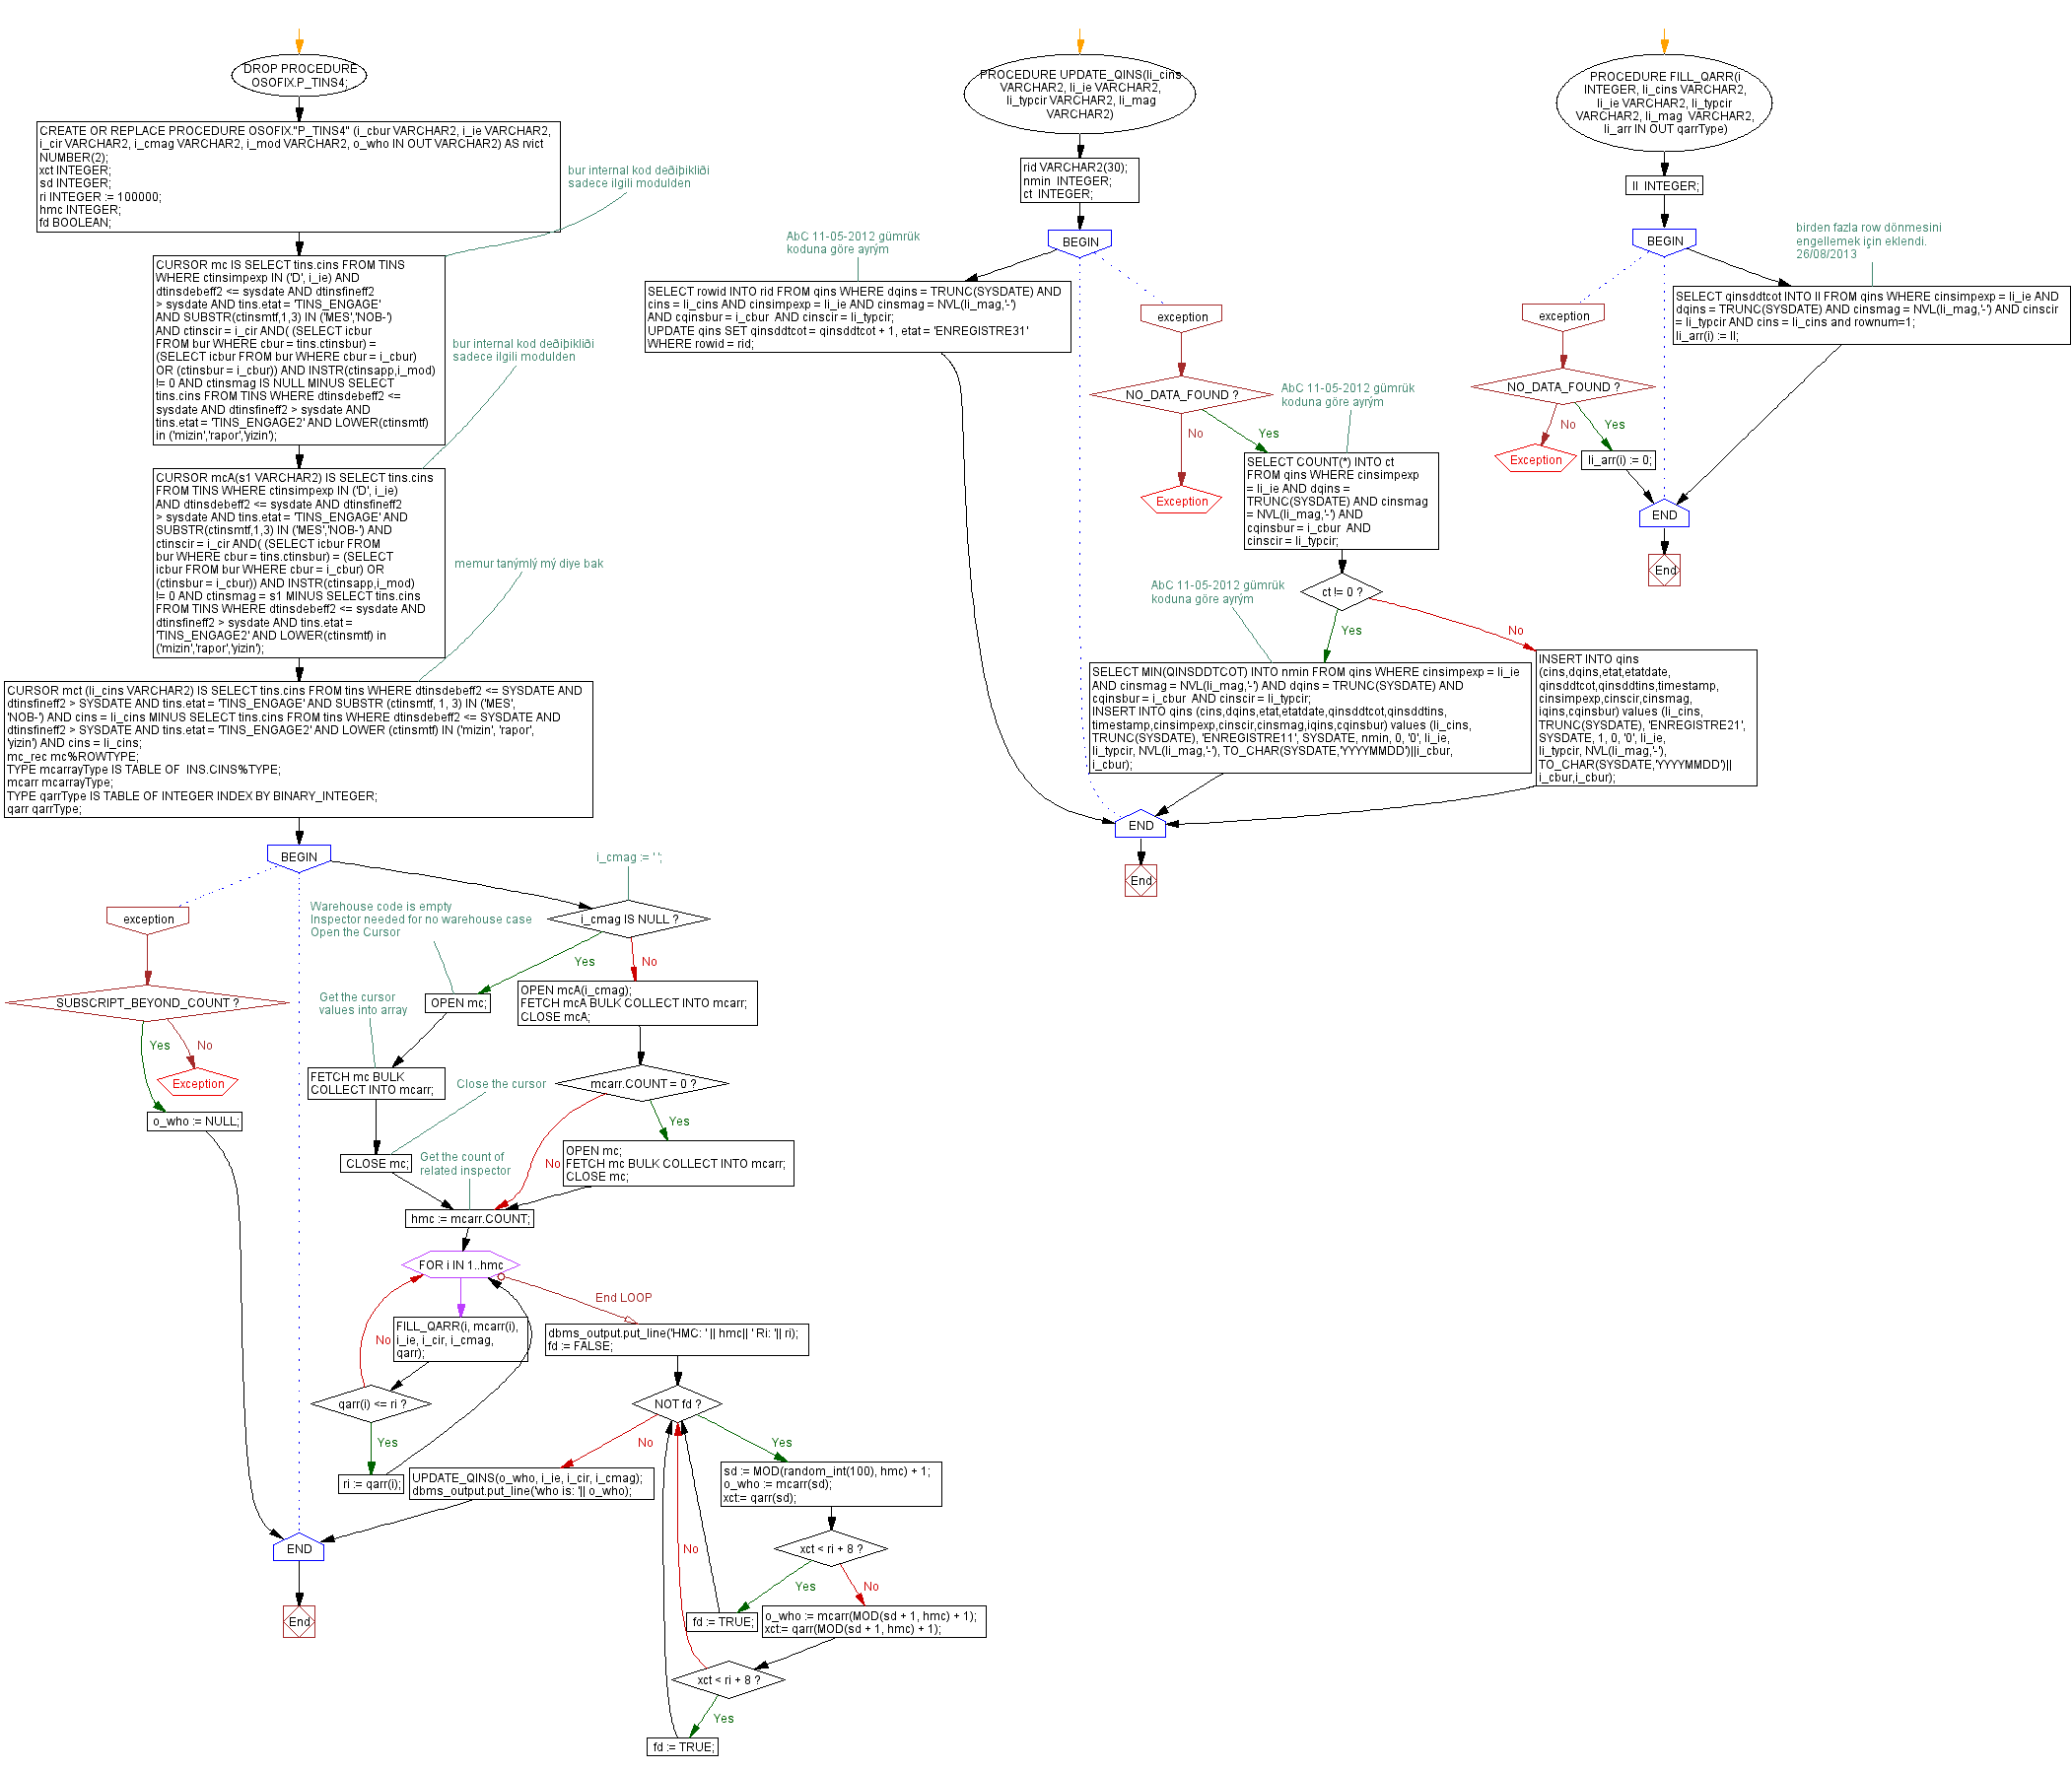 DROP PROCEDURE
OSOFIX.P_TINS4;
CREATE OR REPLACE PROCEDURE OSOFIX."P_TINS4" (i_cbur VARCHAR2, i_ie VARCHAR2,
i_cir VARCHAR2, i_cmag VARCHAR2, i_mod VARCHAR2, o_who IN OUT VARCHAR2) AS rvict
NUMBER(2);
xct INTEGER;
sd INTEGER;
ri INTEGER := 100000;
hmc INTEGER;
fd BOOLEAN;
bur internal kod deðiþikliði
sadece ilgili modulden
CURSOR mc IS SELECT tins.cins FROM TINS
WHERE ctinsimpexp IN ('D', i_ie) AND
dtinsdebeff2 <= sysdate AND dtinsfineff2
> sysdate AND tins.etat = 'TINS_ENGAGE'
AND SUBSTR(ctinsmtf,1,3) IN ('MES','NOB-')
AND ctinscir = i_cir AND( (SELECT icbur
FROM bur WHERE cbur = tins.ctinsbur) =
(SELECT icbur FROM bur WHERE cbur = i_cbur)
OR (ctinsbur = i_cbur)) AND INSTR(ctinsapp,i_mod)
!= 0 AND ctinsmag IS NULL MINUS SELECT
tins.cins FROM TINS WHERE dtinsdebeff2 <=
sysdate AND dtinsfineff2 > sysdate AND
tins.etat = 'TINS_ENGAGE2' AND LOWER(ctinsmtf)
in ('mizin','rapor','yizin');
bur internal kod deðiþikliði
sadece ilgili modulden
CURSOR mcA(s1 VARCHAR2) IS SELECT tins.cins
FROM TINS WHERE ctinsimpexp IN ('D', i_ie)
AND dtinsdebeff2 <= sysdate AND dtinsfineff2
> sysdate AND tins.etat = 'TINS_ENGAGE' AND
SUBSTR(ctinsmtf,1,3) IN ('MES','NOB-') AND
ctinscir = i_cir AND( (SELECT icbur FROM
bur WHERE cbur = tins.ctinsbur) = (SELECT
icbur FROM bur WHERE cbur = i_cbur) OR
(ctinsbur = i_cbur)) AND INSTR(ctinsapp,i_mod)
!= 0 AND ctinsmag = s1 MINUS SELECT tins.cins
FROM TINS WHERE dtinsdebeff2 <= sysdate AND
dtinsfineff2 > sysdate AND tins.etat =
'TINS_ENGAGE2' AND LOWER(ctinsmtf) in
('mizin','rapor','yizin');
memur tanýmlý mý diye bak
CURSOR mct (li_cins VARCHAR2) IS SELECT tins.cins FROM tins WHERE dtinsdebeff2 <= SYSDATE AND
dtinsfineff2 > SYSDATE AND tins.etat = 'TINS_ENGAGE' AND SUBSTR (ctinsmtf, 1, 3) IN ('MES',
'NOB-') AND cins = li_cins MINUS SELECT tins.cins FROM tins WHERE dtinsdebeff2 <= SYSDATE AND
dtinsfineff2 > SYSDATE AND tins.etat = 'TINS_ENGAGE2' AND LOWER (ctinsmtf) IN ('mizin', 'rapor',
'yizin') AND cins = li_cins;
mc_rec mc%ROWTYPE;
TYPE mcarrayType IS TABLE OF  INS.CINS%TYPE;
mcarr mcarrayType;
TYPE qarrType IS TABLE OF INTEGER INDEX BY BINARY_INTEGER;
qarr qarrType;
BEGIN
exception
SUBSCRIPT_BEYOND_COUNT ?
Yes
No
Exception
o_who := NULL;
i_cmag := ' ';
i_cmag IS NULL ?
Warehouse code is empty
Inspector needed for no warehouse case
Open the Cursor
Yes
No
OPEN mc;
OPEN mcA(i_cmag);
FETCH mcA BULK COLLECT INTO mcarr;
CLOSE mcA;
Get the cursor
values into array
FETCH mc BULK
COLLECT INTO mcarr;
Close the cursor
mcarr.COUNT = 0 ?
Yes
No
CLOSE mc;
Get the count of
related inspector
OPEN mc;
FETCH mc BULK COLLECT INTO mcarr;
CLOSE mc;
hmc := mcarr.COUNT;
FOR i IN 1..hmc
End LOOP
FILL_QARR(i, mcarr(i),
i_ie, i_cir, i_cmag,
qarr);
No
qarr(i) <= ri ?
Yes
ri := qarr(i);
dbms_output.put_line('HMC: ' || hmc|| ' Ri: '|| ri);
fd := FALSE;
NOT fd ?
No
Yes
UPDATE_QINS(o_who, i_ie, i_cir, i_cmag);
dbms_output.put_line('who is: '|| o_who);
sd := MOD(random_int(100), hmc) + 1;
o_who := mcarr(sd);
xct:= qarr(sd);
xct < ri + 8 ?
No
Yes
No
fd := TRUE;
o_who := mcarr(MOD(sd + 1, hmc) + 1);
xct:= qarr(MOD(sd + 1, hmc) + 1);
xct < ri + 8 ?
Yes
fd := TRUE;
END
End
PROCEDURE UPDATE_QINS(li_cins
VARCHAR2, li_ie VARCHAR2,
li_typcir VARCHAR2, li_mag
VARCHAR2)
rid VARCHAR2(30);
nmin  INTEGER;
ct  INTEGER;
BEGIN
AbC 11-05-2012 gümrük
koduna göre ayrým
SELECT rowid INTO rid FROM qins WHERE dqins = TRUNC(SYSDATE) AND
cins = li_cins AND cinsimpexp = li_ie AND cinsmag = NVL(li_mag,'-')
AND cqinsbur = i_cbur  AND cinscir = li_typcir;
UPDATE qins SET qinsddtcot = qinsddtcot + 1, etat = 'ENREGISTRE31'
WHERE rowid = rid;
exception
NO_DATA_FOUND ?
No
Yes
Exception
AbC 11-05-2012 gümrük
koduna göre ayrým
SELECT COUNT(*) INTO ct
FROM qins WHERE cinsimpexp
= li_ie AND dqins =
TRUNC(SYSDATE) AND cinsmag
= NVL(li_mag,'-') AND
cqinsbur = i_cbur  AND
cinscir = li_typcir;
ct != 0 ?
Yes
No
AbC 11-05-2012 gümrük
koduna göre ayrým
SELECT MIN(QINSDDTCOT) INTO nmin FROM qins WHERE cinsimpexp = li_ie
AND cinsmag = NVL(li_mag,'-') AND dqins = TRUNC(SYSDATE) AND
cqinsbur = i_cbur  AND cinscir = li_typcir;
INSERT INTO qins (cins,dqins,etat,etatdate,qinsddtcot,qinsddtins,
timestamp,cinsimpexp,cinscir,cinsmag,iqins,cqinsbur) values (li_cins,
TRUNC(SYSDATE), 'ENREGISTRE11', SYSDATE, nmin, 0, '0', li_ie,
li_typcir, NVL(li_mag,'-'), TO_CHAR(SYSDATE,'YYYYMMDD')||i_cbur,
i_cbur);
INSERT INTO qins
(cins,dqins,etat,etatdate,
qinsddtcot,qinsddtins,timestamp,
cinsimpexp,cinscir,cinsmag,
iqins,cqinsbur) values (li_cins,
TRUNC(SYSDATE), 'ENREGISTRE21',
SYSDATE, 1, 0, '0', li_ie,
li_typcir, NVL(li_mag,'-'),
TO_CHAR(SYSDATE,'YYYYMMDD')||
i_cbur,i_cbur);
END
End
PROCEDURE FILL_QARR(i
INTEGER, li_cins VARCHAR2,
li_ie VARCHAR2, li_typcir
VARCHAR2, li_mag  VARCHAR2,
li_arr IN OUT qarrType)
ll  INTEGER;
BEGIN
birden fazla row dönmesini
engellemek için eklendi.
26/08/2013
SELECT qinsddtcot INTO ll FROM qins WHERE cinsimpexp = li_ie AND
dqins = TRUNC(SYSDATE) AND cinsmag = NVL(li_mag,'-') AND cinscir
= li_typcir AND cins = li_cins and rownum=1;
li_arr(i) := ll;
exception
NO_DATA_FOUND ?
No
Yes
Exception
li_arr(i) := 0;
END
End